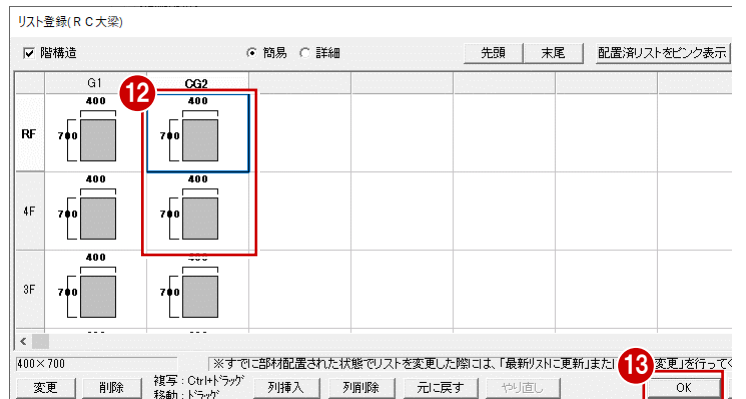 リスト登録(RC大梁)
階構造 簡易 詳細 先頭 末尾 配置済リストをピンク表示
G1 CG2
12
RF 400 700 400 700
4F 400 700 400 700
3F 400 700 700
400×700 ※すでに部材配置された状態でリストを変更した際には、「最新リストに更新」また 変更」を行って
13
変更 削除 複写:Ctrl+ドラッグ 列挿入 列削除 元に戻す やり直し OK
移動:ドラッグ